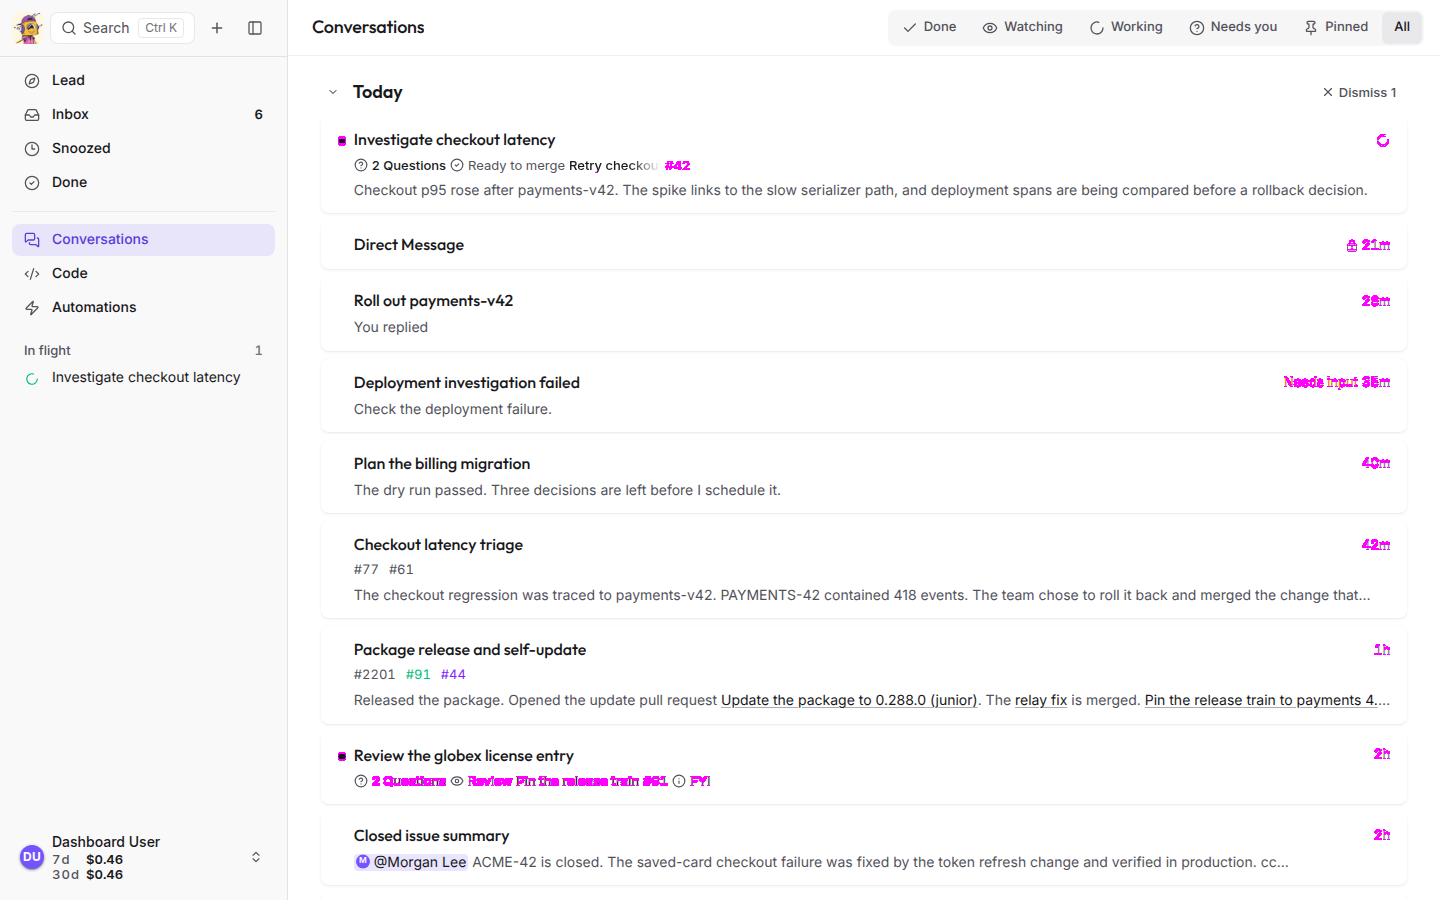 Search Ctrl K
Lead
Inbox 6
Snoozed
Done
Conversations
Code
Automations
In flight 1
Investigate checkout latency
Dashboard User
7d $0.46
30d $0.46
DU
Conversations
Done Watching Working Needs you Pinned All
Today Dismiss 1
Investigate checkout latency
2 Questions Ready to merge Retry checkou #42
Checkout p95 rose after payments-v42. The spike links to the slow serializer path, and deployment spans are being compared before a rollback decision.
Direct Message 21m
Roll out payments-v42 28m
You replied
Deployment investigation failed
Check the deployment failure.
Plan the billing migration 40m
The dry run passed. Three decisions are left before I schedule it.
Checkout latency triage 42m
#77 #61
The checkout regression was traced to payments-v42. PAYMENTS-42 contained 418 events. The team chose to roll it back and merged the change that...
Package release and self-update 1h
#2201 #91 #44
Released the package. Opened the update pull request Update the package to 0.288.0 (junior). The relay fix is merged. Pin the release train to payments 4....
Review the globex license entry 2h
2 Questions Review Pin the release train #91 FYI
Closed issue summary 2h
M @Morgan Lee ACME-42 is closed. The saved-card checkout failure was fixed by the token refresh change and verified in production. cc...